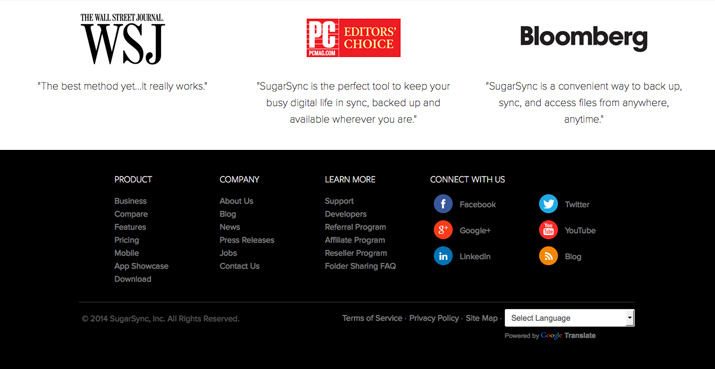 THE WALL STREET JOURNAL.
WSJ
"The best method yet...It really works."
PC
PCMAG.COM
EDITORS'
CHOICE
"SugarSync is the perfect tool to keep your
busy digital life in sync, backed up and
available wherever you are."
Bloomberg
"SugarSync is a convenient way to back up,
sync, and access files from anywhere,
anytime."
PRODUCT
Business
Compare
Features
Pricing
Mobile
App Showcase
Download
COMPANY
About Us
Blog
News
Press Releases
Jobs
Contact Us
LEARN MORE
Support
Developers
Referral Program
Affiliate Program
Reseller Program
Folder Sharing FAQ
CONNECT WITH US
f Facebook
Twitter
g+ Google+
You Tube YouTube
in LinkedIn
Blog
© 2014 SugarSync, Inc. All Rights Reserved.
Terms of Service · Privacy Policy · Site Map ·
Select Language
Powered by Google Translate